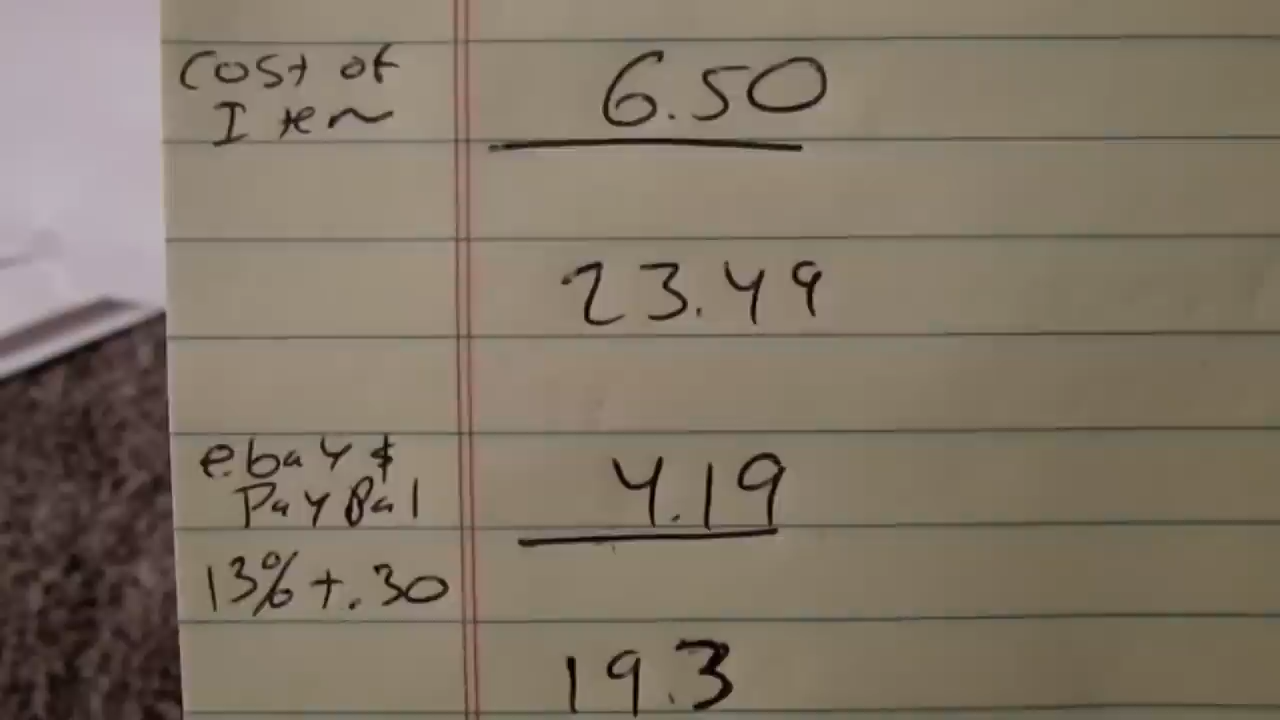 Cost of 6.50
Item
23.49
ebay &
PayPal 4.19
13% + .30
19.3